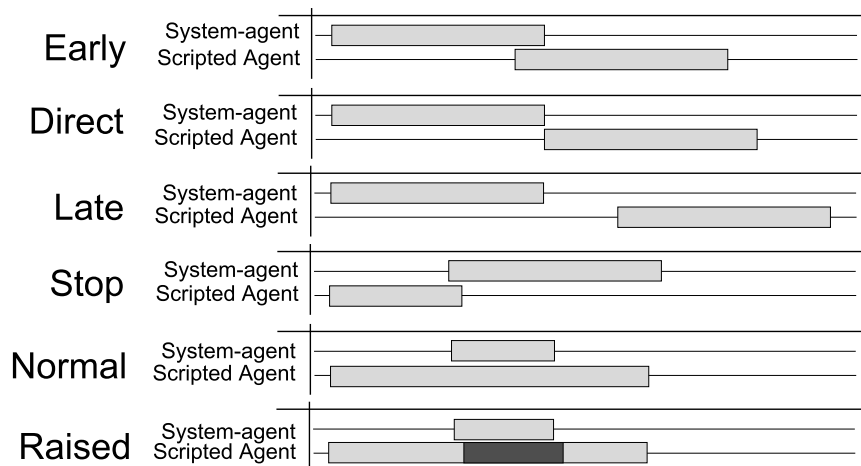 Early
System-agent
Scripted Agent
Direct
System-agent
Scripted Agent
Late
System-agent
Scripted Agent
Stop
System-agent
Scripted Agent
Normal
System-agent
Scripted Agent
Raised
System-agent
Scripted Agent